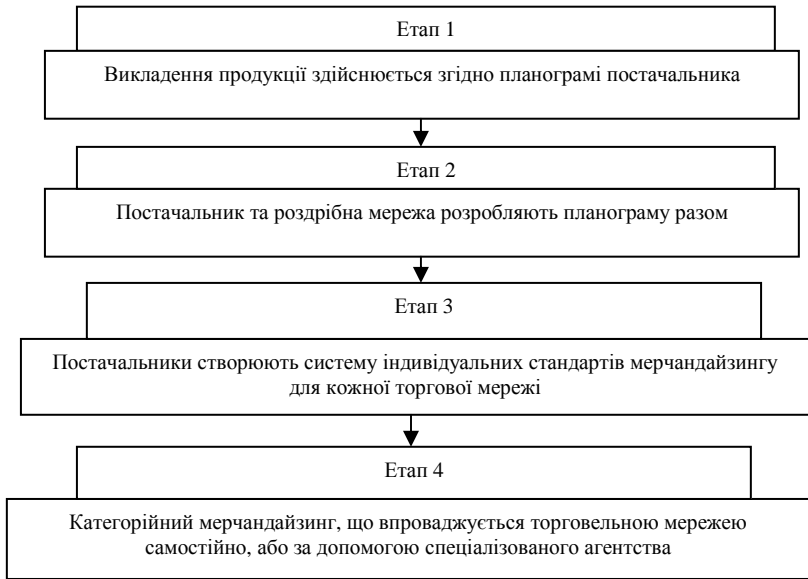 Етап 1
Викладення продукції здійснюється згідно планограмі постачальника
Етап 2
Постачальник та роздрібна мережа розробляють планограму разом
Етап 3
Постачальники створюють систему індивідуальних стандартів мерчандайзингу
для кожної торгової мережі
Етап 4
Категорійний мерчандайзинг, що впроваджується торговельною мережею
самостійно, або за допомогою спеціалізованого агентства